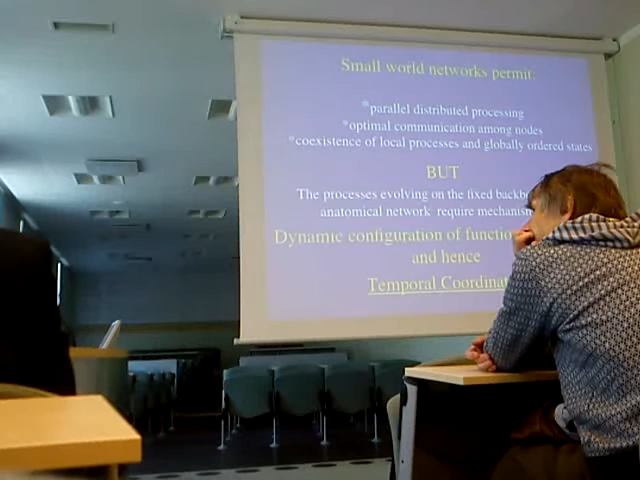 Small world networks permit:
*parallel distributed processing
*optimal communication among nodes
*coexistence of local processes and globally ordered states
BUT
The processes evolving on the fixed
anatomical network require
Dynamic configuration of
and hence
Temporal